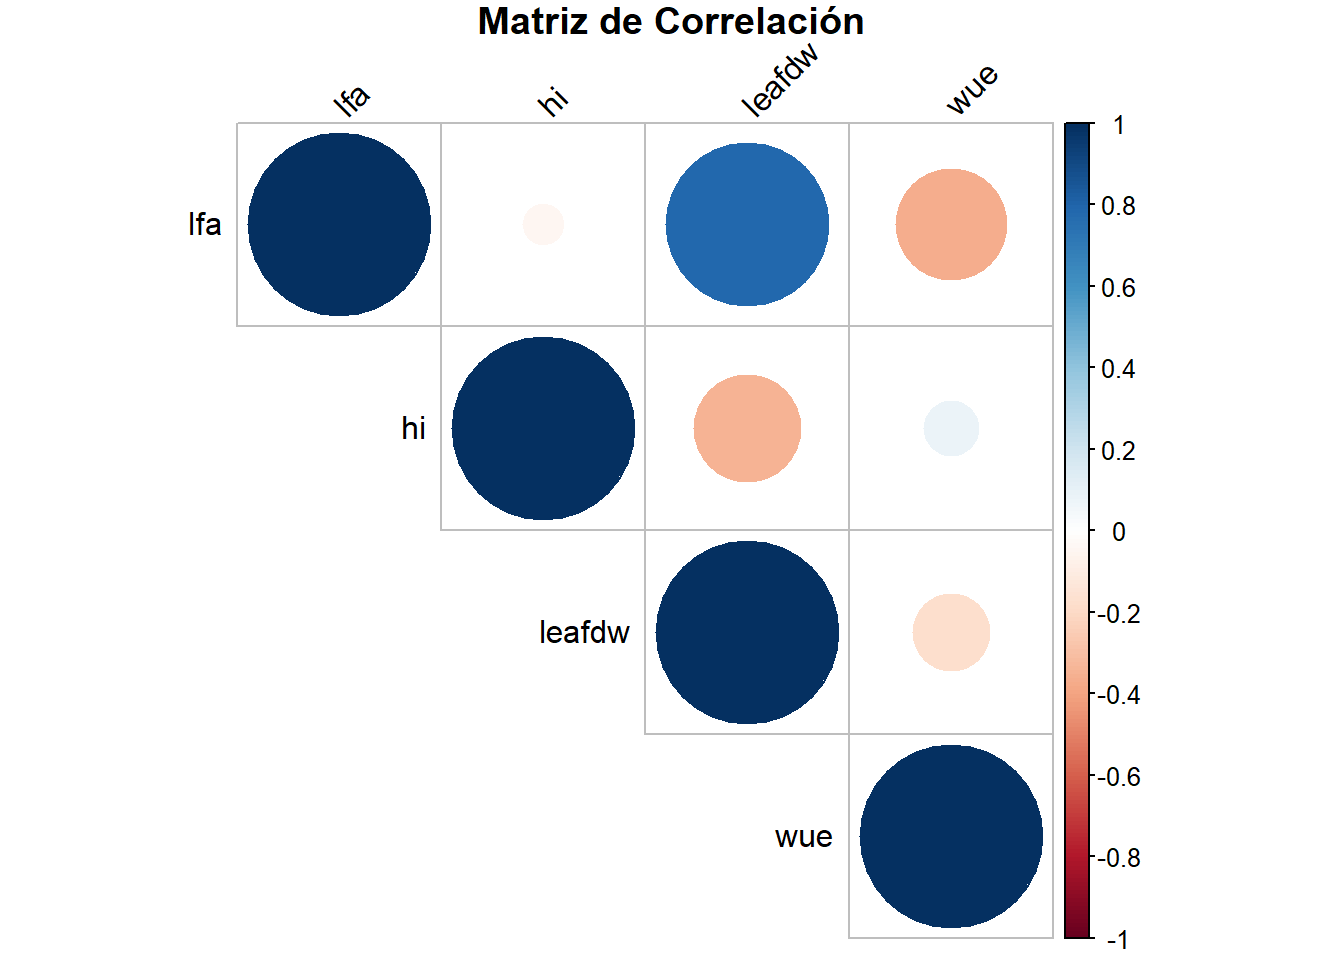 Matriz de Correlación
lfa
hi
leafdw
wue
lfa
hi
leafdw
wue
1
0.8
0.6
0.4
0.2
0
-0.2
-0.4
-0.6
-0.8
-1